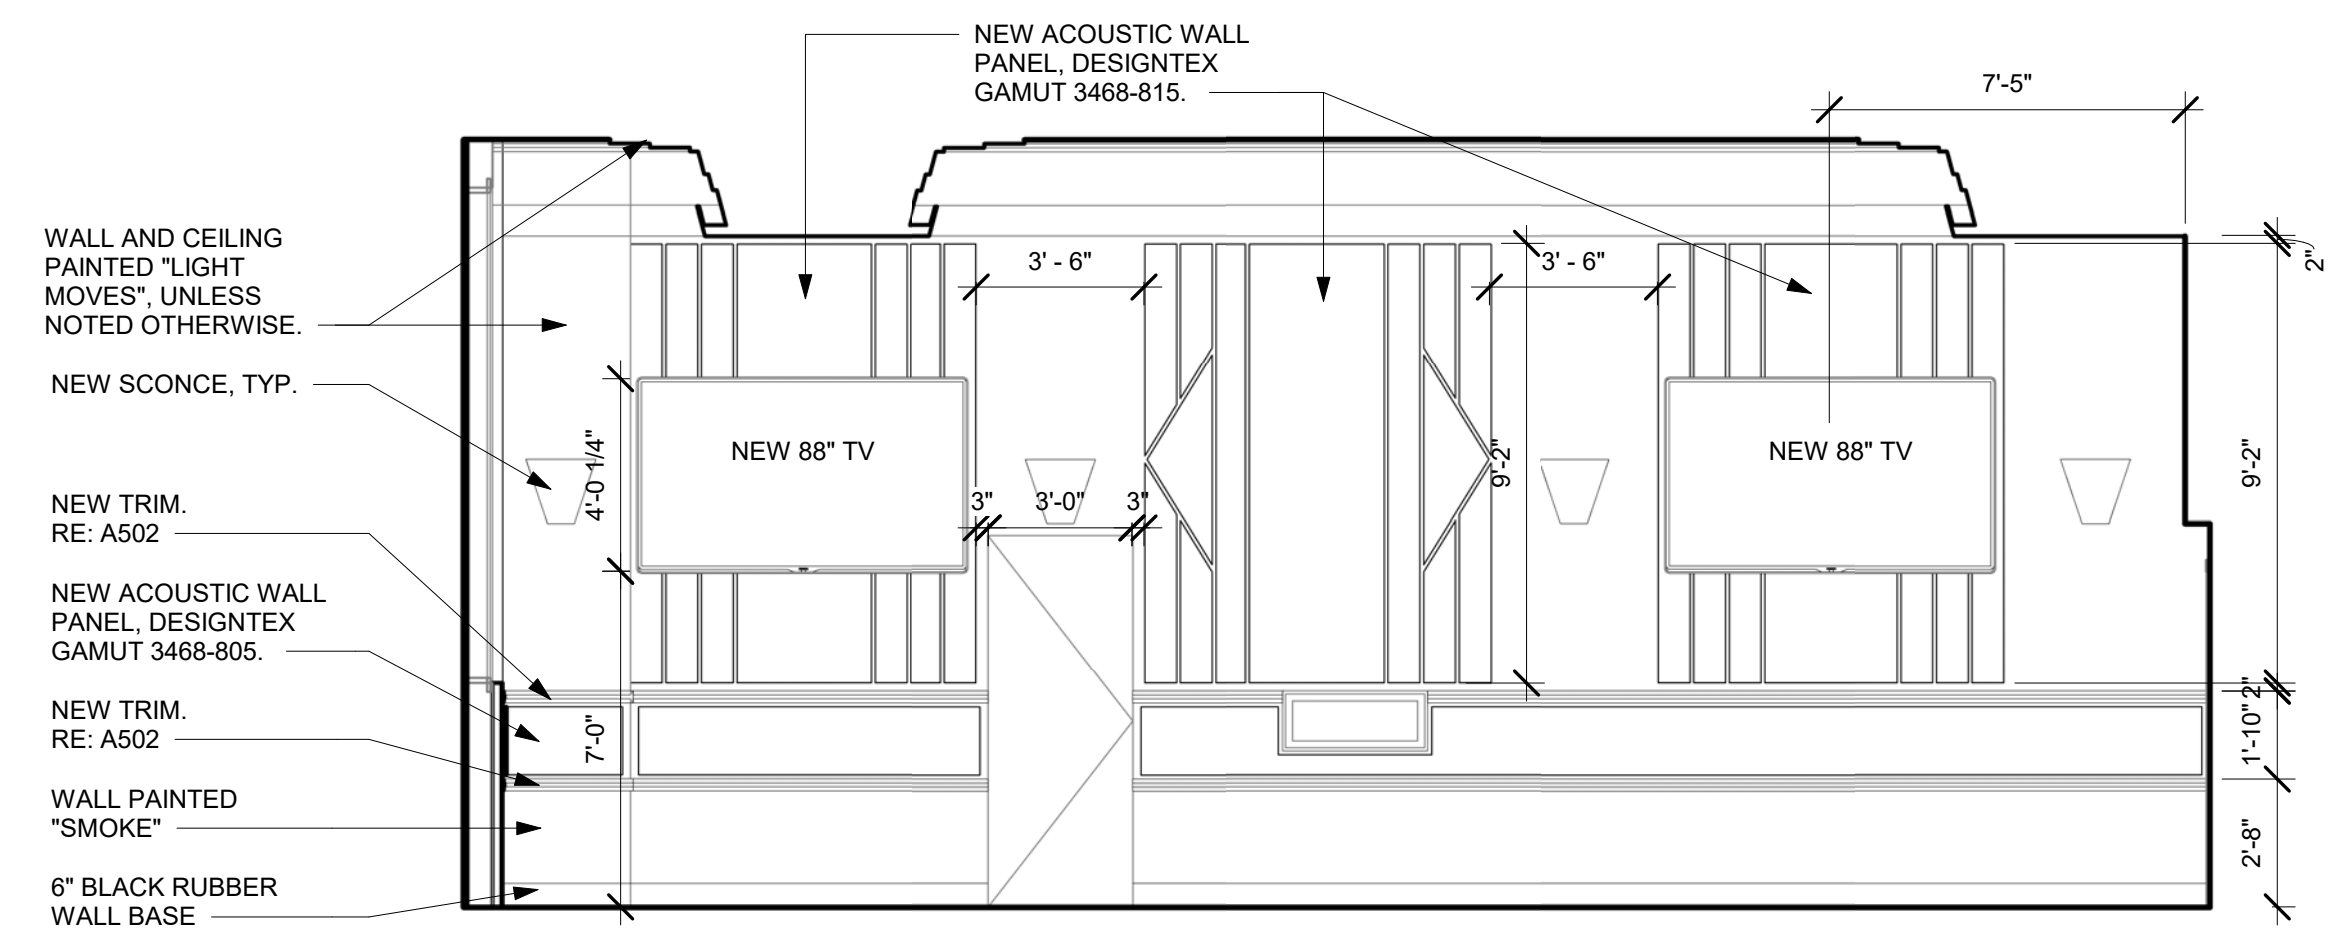 NEW ACOUSTIC WALL
PANEL, DESIGNTEX
GAMUT 3468-815.
7'-5"
WALL AND CEILING
PAINTED "LIGHT
MOVES", UNLESS
NOTED OTHERWISE.
3' - 6"
3' - 6"
2"
NEW SCONCE, TYP.
4'-0 1/4"
NEW 88" TV
9'-2"
NEW 88" TV
9'-2"
3"
3'-0"
3"
NEW TRIM.
RE: A502
NEW ACOUSTIC WALL
PANEL, DESIGNTEX
GAMUT 3468-805.
2"
NEW TRIM.
RE: A502
7'-0"
1'-10"
WALL PAINTED
"SMOKE"
2'-8"
6" BLACK RUBBER
WALL BASE